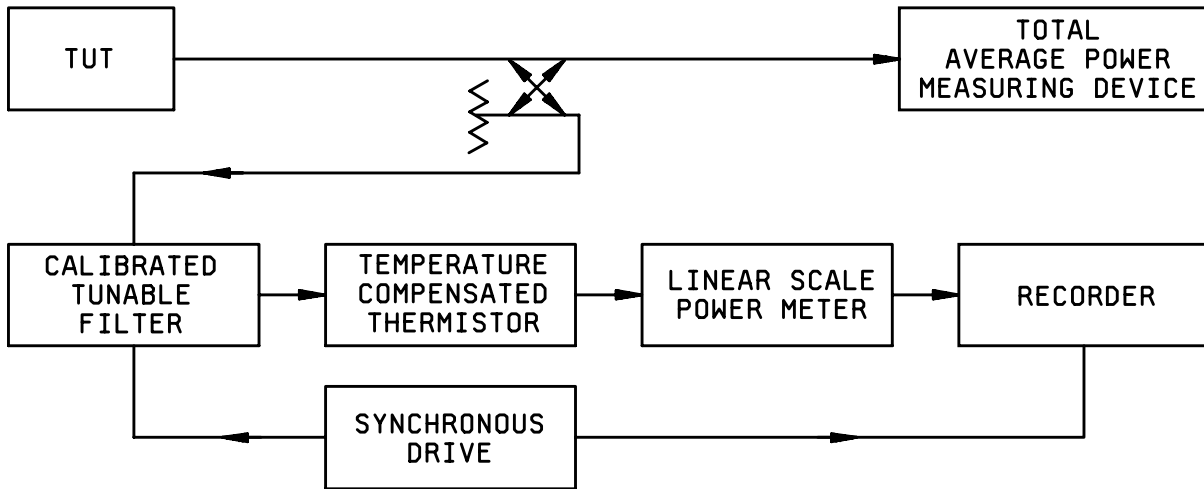 TUT
TOTAL
AVERAGE POWER
MEASURING DEVICE
CALIBRATED
TUNABLE
FILTER
TEMPERATURE
COMPENSATED
THERMISTOR
LINEAR SCALE
POWER METER
RECORDER
SYNCHRONOUS
DRIVE